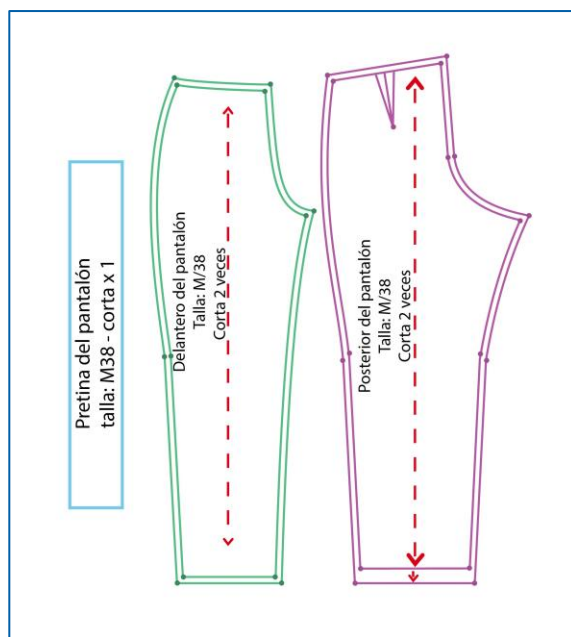 Pretina del pantalón
talla: M38 - corta x 1
Delantero del pantalón
Talla: M/38
Corta 2 veces
Posterior del pantalón
Talla: M/38
Corta 2 veces